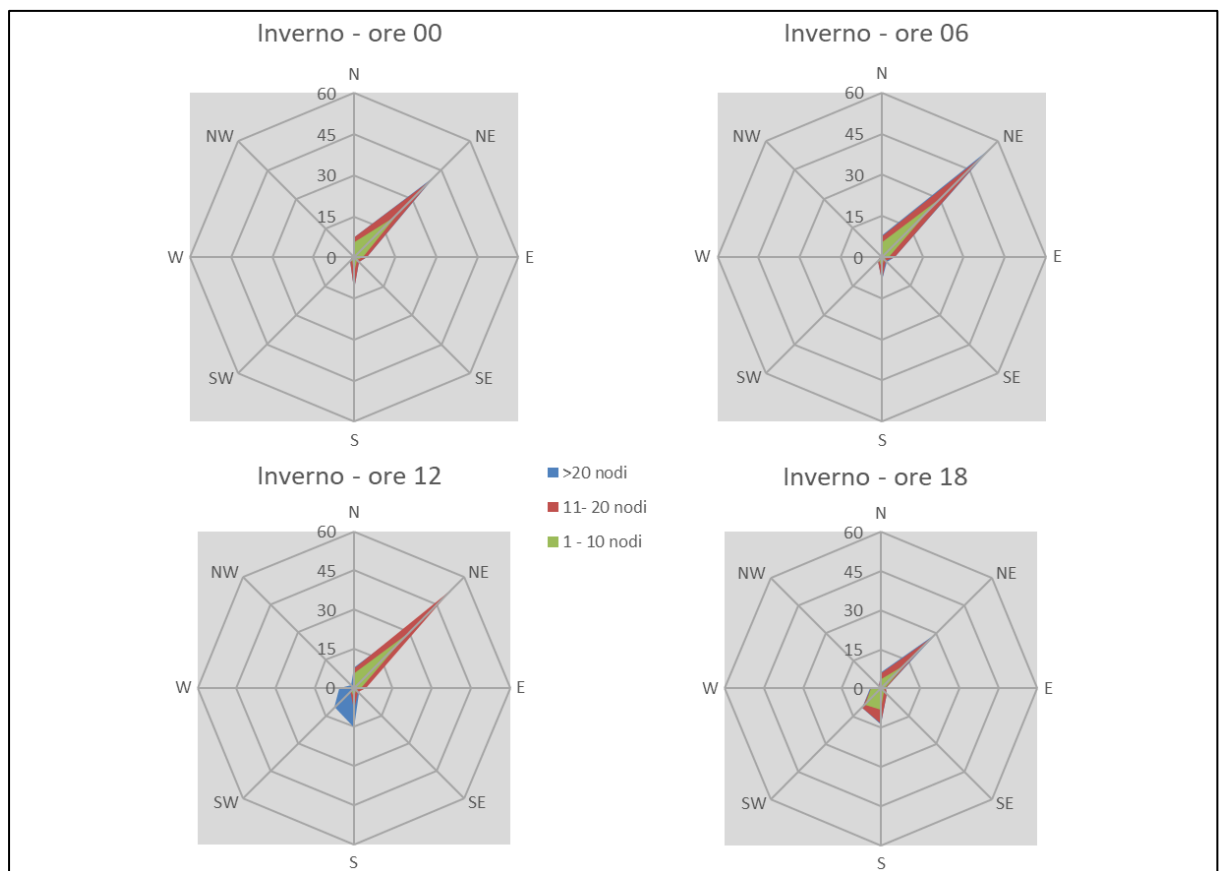 Inverno - ore 00
N
60
NW
NE
45
30
15
W
0
E
SW
SE
S
Inverno - ore 06
N
60
NW
NE
45
30
15
W
0
E
SW
SE
S
Inverno - ore 12
N
60
NW
NE
45
30
15
W
0
E
SW
SE
S
>20 nodi
11- 20 nodi
1 - 10 nodi
Inverno - ore 18
N
60
NW
NE
45
30
15
W
0
E
SW
SE
S